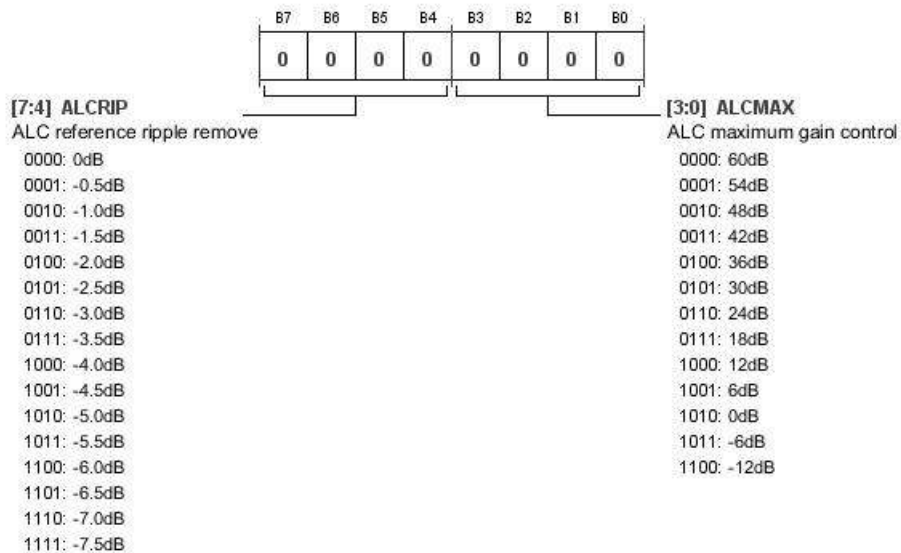 B7 B6 B5 B4 B3 B2 B1 B0
0 0 0 0 0 0 0 0
[7:4] ALCRIP
ALC reference ripple remove
0000: 0dB
0001: -0.5dB
0010: -1.0dB
0011: -1.5dB
0100: -2.0dB
0101: -2.5dB
0110: -3.0dB
0111: -3.5dB
1000: -4.0dB
1001: -4.5dB
1010: -5.0dB
1011: -5.5dB
1100: -6.0dB
1101: -6.5dB
1110: -7.0dB
1111: -7.5dB
[3:0] ALCMAX
ALC maximum gain control
0000: 60dB
0001: 54dB
0010: 48dB
0011: 42dB
0100: 36dB
0101: 30dB
0110: 24dB
0111: 18dB
1000: 12dB
1001: 6dB
1010: 0dB
1011: -6dB
1100: -12dB